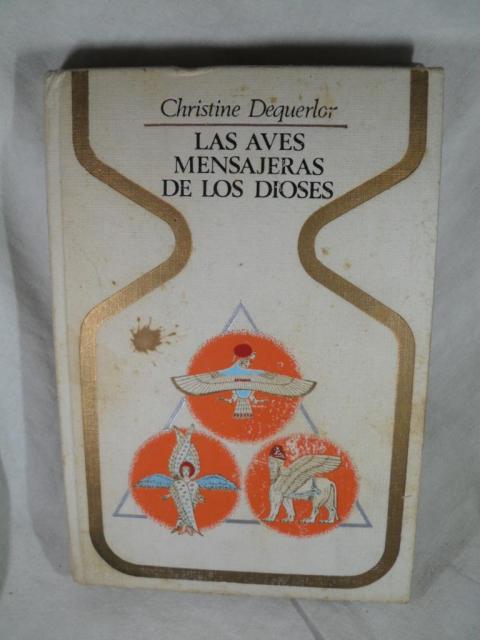 Christine Dequerlor
LAS AVES
MENSAJERAS
DE LOS DIOSES